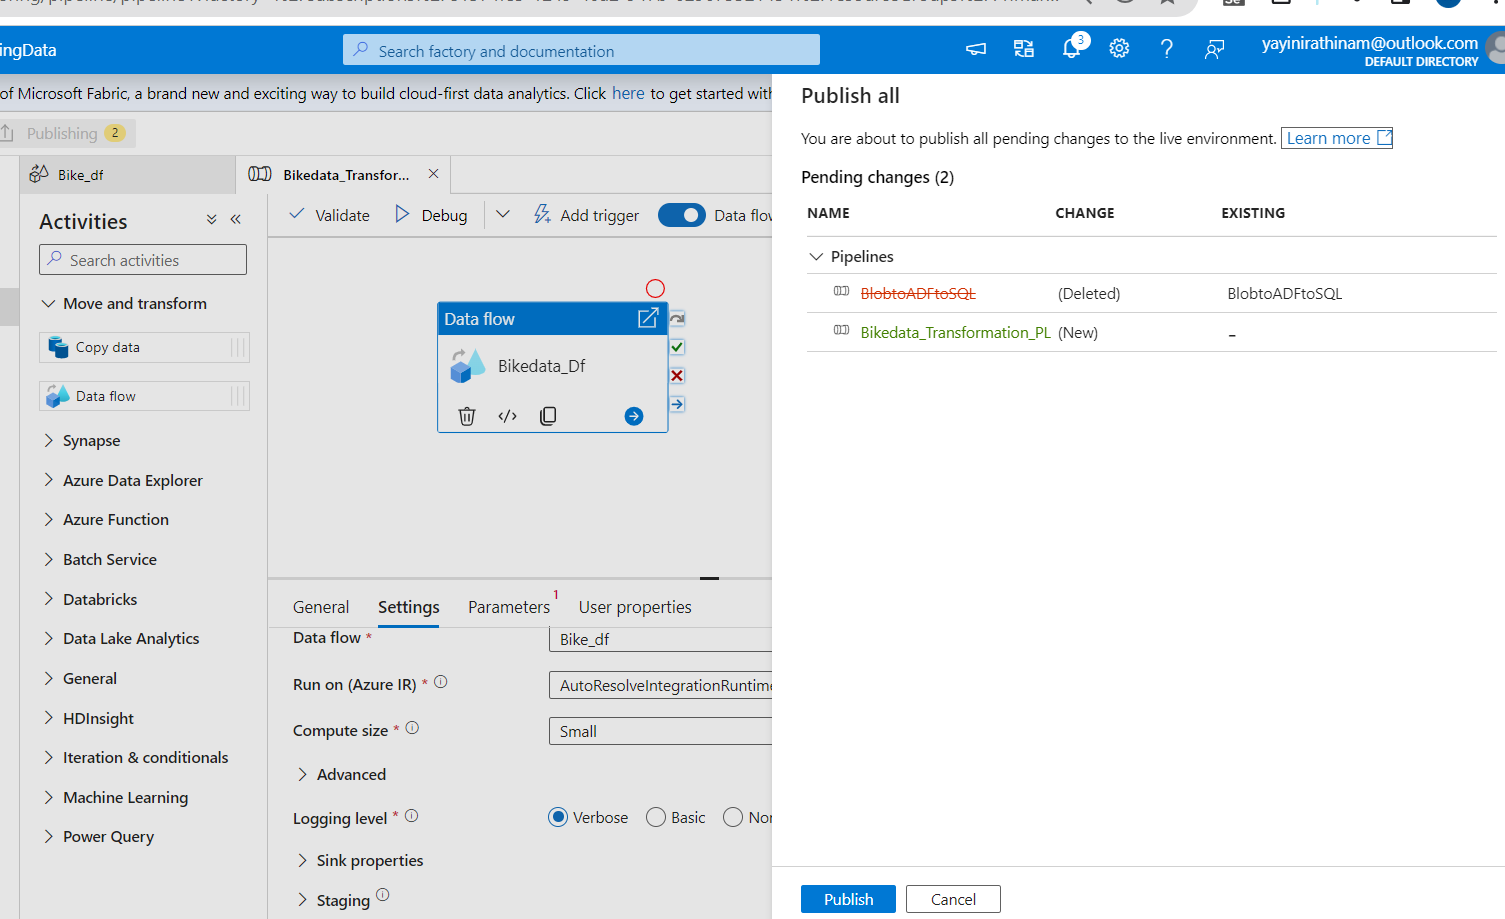 ingData
Search factory and documentation
3
yayinirathinam@outlook.com
DEFAULT DIRECTORY
of Microsoft Fabric, a brand new and exciting way to build cloud-first data analytics. Click here to get started with
Publishing 2
Bike_df
Bikedata_Transfor...
Activities
Search activities
Move and transform
Copy data
Data flow
Synapse
Azure Data Explorer
Azure Function
Batch Service
Databricks
Data Lake Analytics
General
HDInsight
Iteration & conditionals
Machine Learning
Power Query
Validate
Debug
Add trigger
Data flow
Data flow
Bikedata_Df
General
Settings
Parameters 1
User properties
Data flow *
Bike_df
Run on (Azure IR) *
AutoResolveIntegrationRuntime
Compute size *
Small
Advanced
Logging level *
Verbose
Basic
Sink properties
Staging
Publish all
You are about to publish all pending changes to the live environment. Learn more
Pending changes (2)
NAME CHANGE EXISTING
Pipelines
BlobtoADFtoSQL (Deleted) BlobtoADFtoSQL
Bikedata_Transformation_PL (New) -
Publish
Cancel